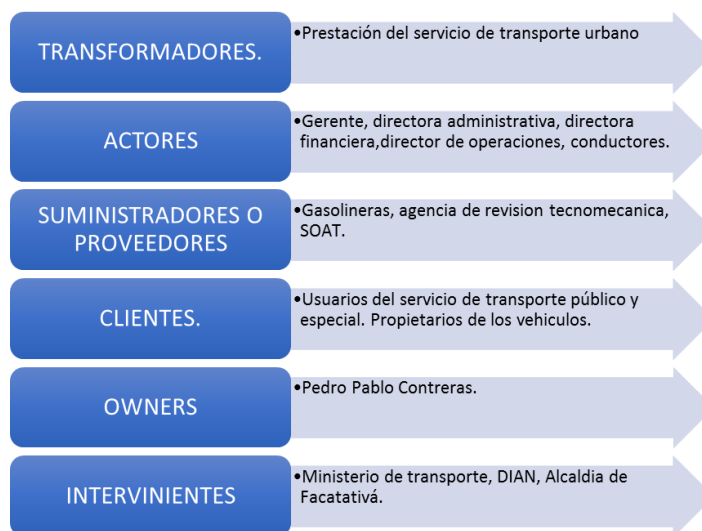 TRANSFORMADORES.
•Prestación del servicio de transporte urbano
ACTORES
•Gerente, directora administrativa, directora
financiera,director de operaciones, conductores.
SUMINISTRADORES O
PROVEEDORES
•Gasolineras, agencia de revision tecnomecanica,
SOAT.
CLIENTES.
•Usuarios del servicio de transporte público y
especial. Propietarios de los vehiculos.
OWNERS
•Pedro Pablo Contreras.
INTERVINIENTES
•Ministerio de transporte, DIAN, Alcaldia de
Facatativá.